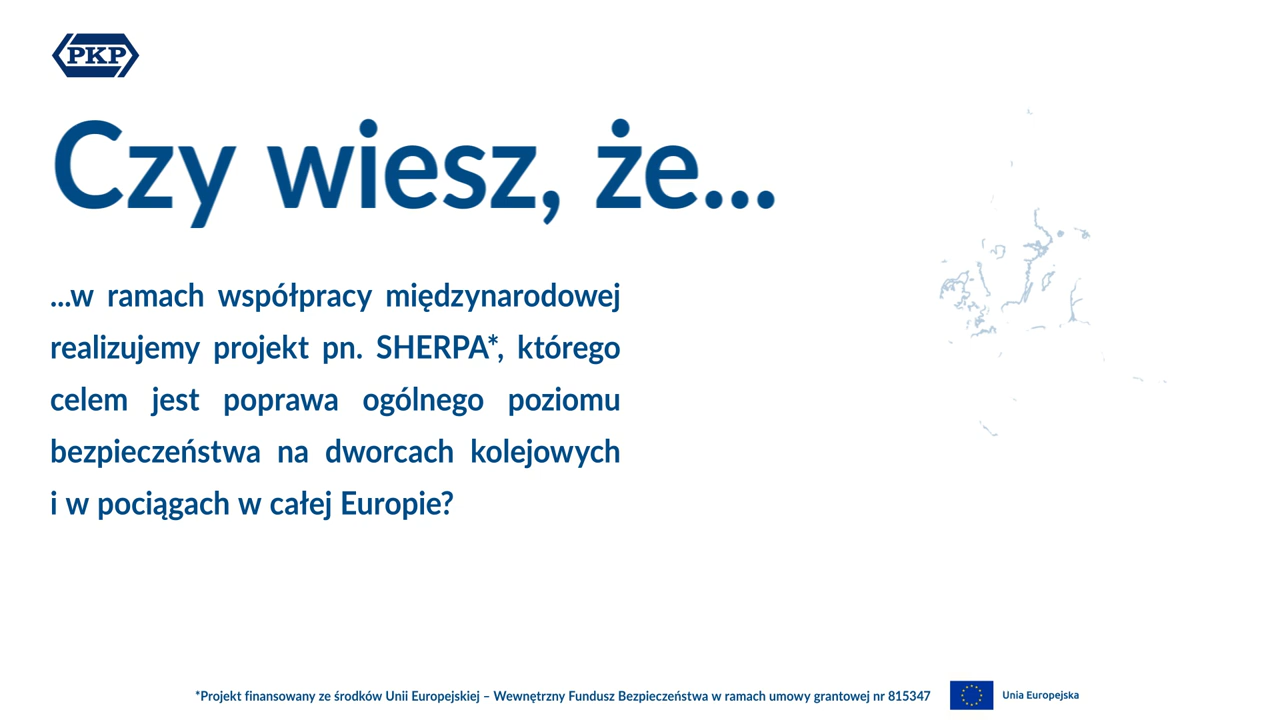 PKP
Czy wiesz, że...
...w ramach współpracy międzynarodowej
realizujemy projekt pn. SHERPA*, którego
celem jest poprawa ogólnego poziomu
bezpieczeństwa na dworcach kolejowych
i w pociągach w całej Europie?
*Projekt finansowany ze środków Unii Europejskiej – Wewnętrzny Fundusz Bezpieczeństwa w ramach umowy grantowej nr 815347
Unia Europejska